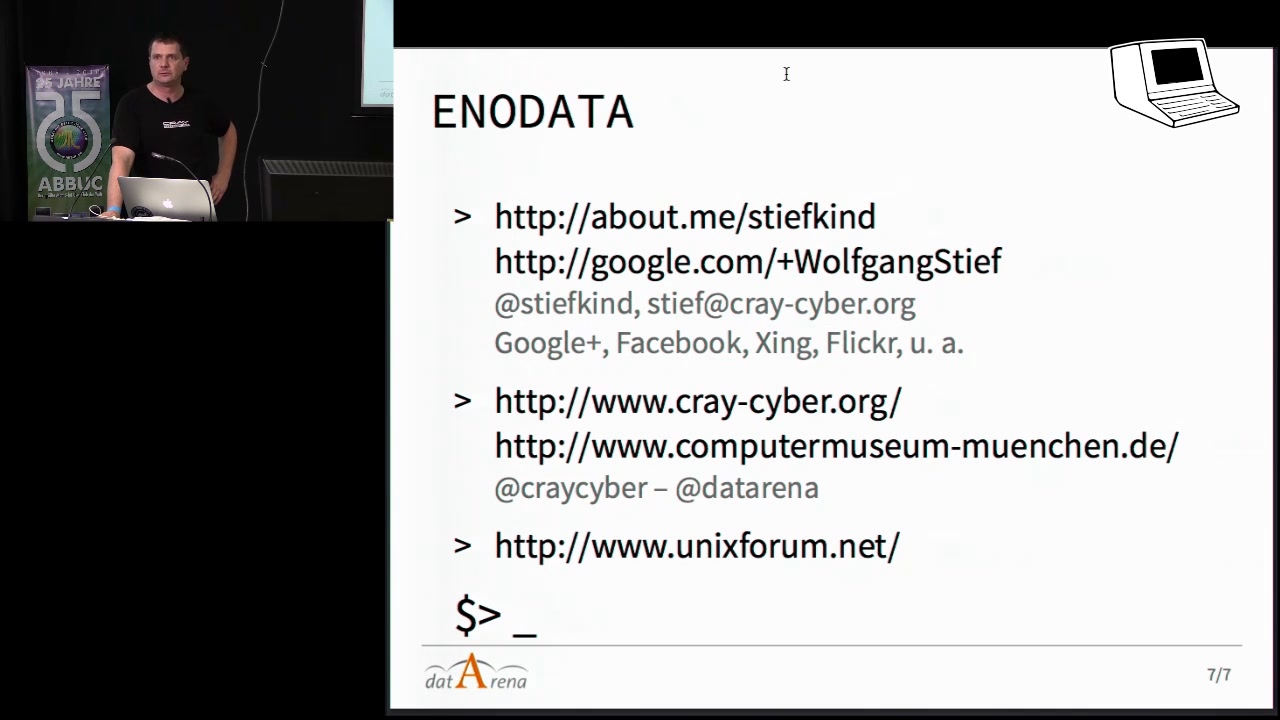 25 JAHRE
ABBUC
ENODATA
> http://about.me/stiefkind
http://google.com/+WolfgangStief
@stiefkind, stief@cray-cyber.org
Google+, Facebook, Xing, Flickr, u. a.
> http://www.cray-cyber.org/
http://www.computermuseum-muenchen.de/
@craycyber – @datarena
> http://www.unixforum.net/
$> _
datArena
7/7